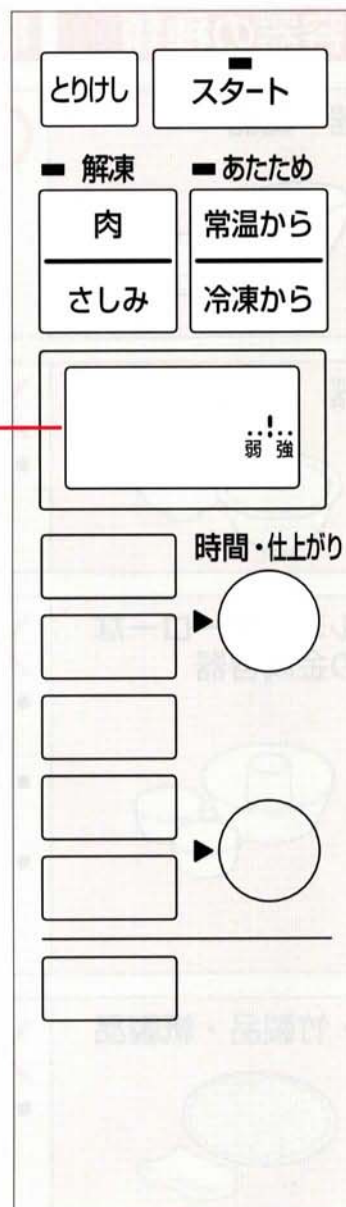 とりけし スタート
解凍 あたため
肉 常温から
さしみ 冷凍から
弱 強
時間・仕上がり